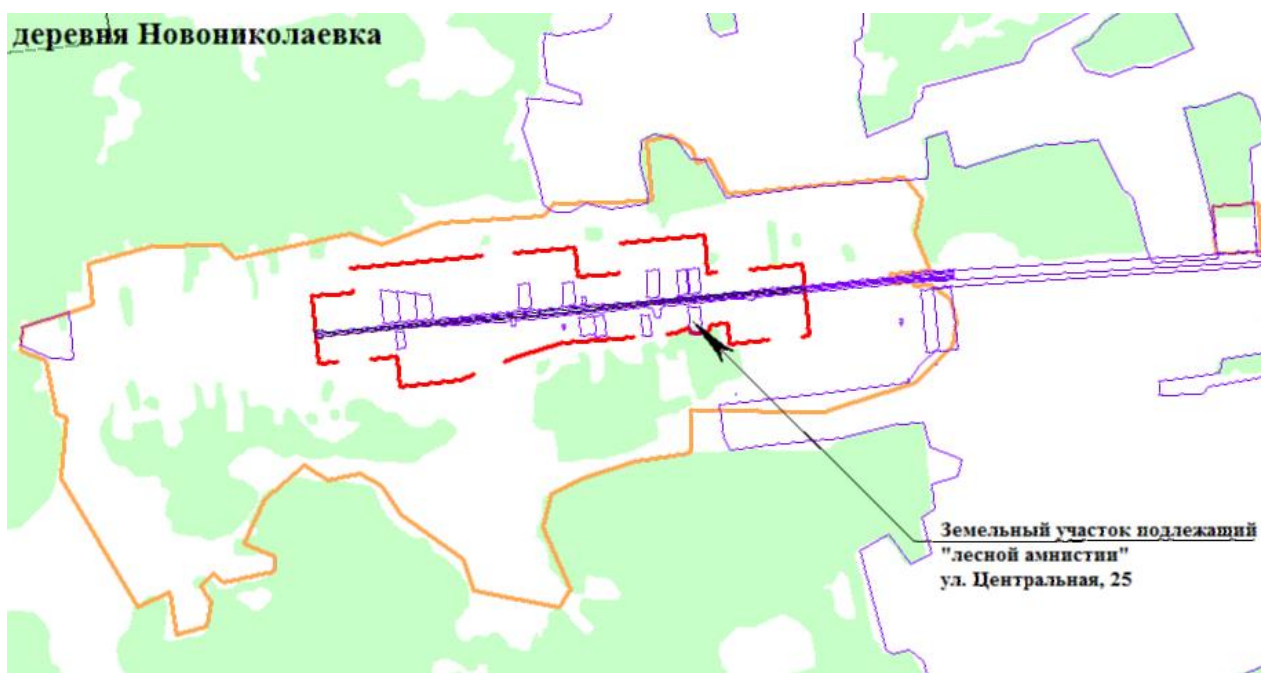 деревня Новониколаевка
Земельный участок подлежащий
"лесной амнистии"
ул. Центральная, 25